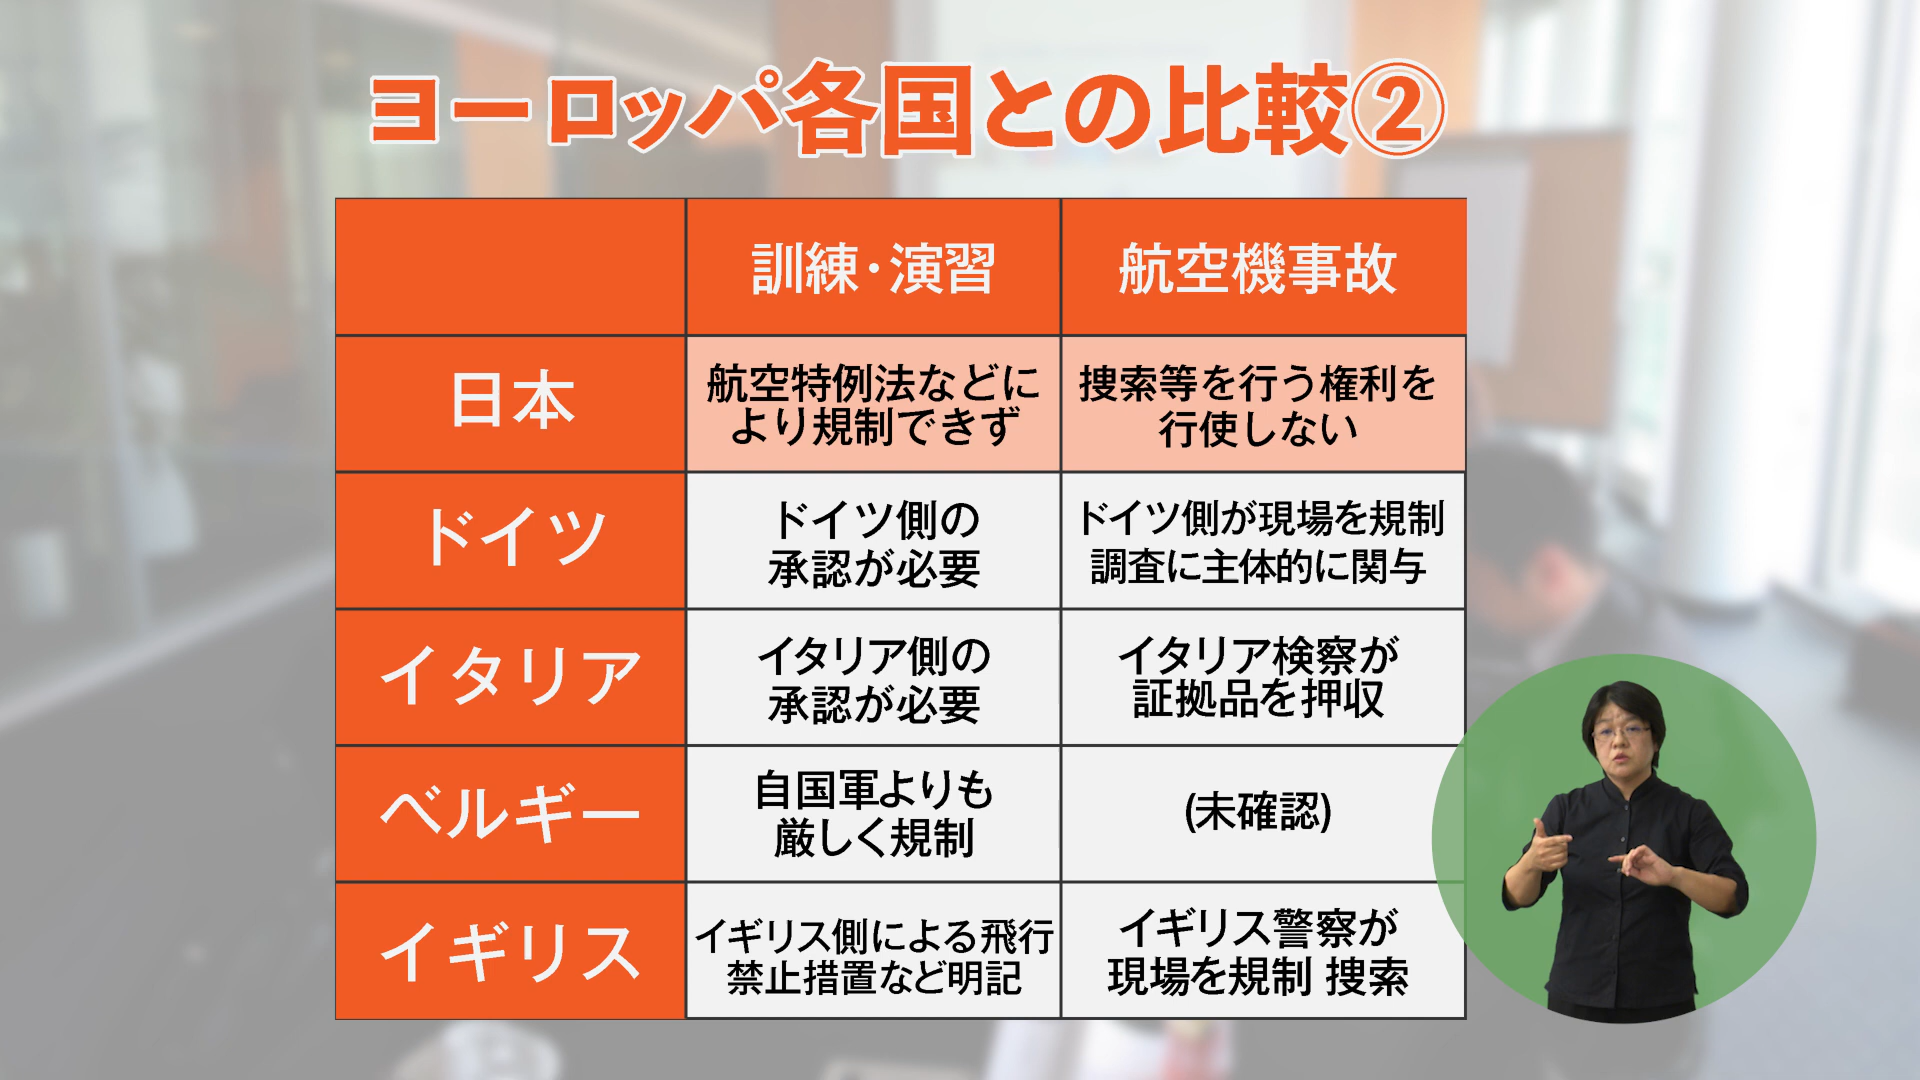 ヨーロッパ各国との比較②
訓練・演習
航空機事故
日本
航空特例法などに
より規制できず
捜索等を行う権利を
行使しない
ドイツ
ドイツ側の
承認が必要
ドイツ側が現場を規制
調査に主体的に関与
イタリア
イタリア側の
承認が必要
イタリア検察が
証拠品を押収
ベルギー
自国軍よりも
厳しく規制
(未確認)
イギリス
イギリス側による飛行
禁止措置など明記
イギリス警察が
現場を規制 捜索